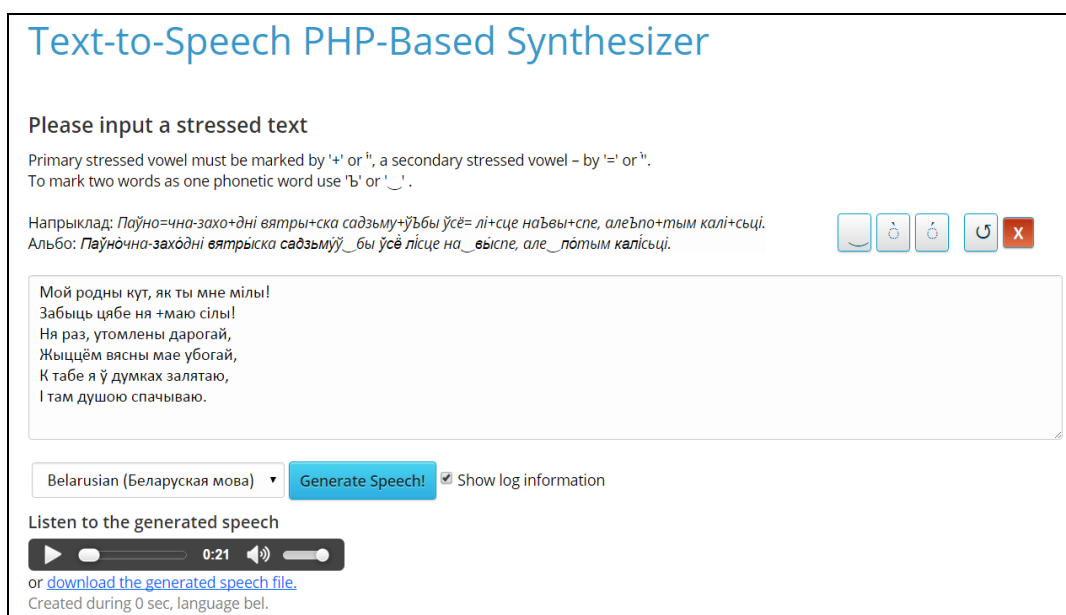 Text-to-Speech PHP-Based Synthesizer
Please input a stressed text
Primary stressed vowel must be marked by '+' or '́', a secondary stressed vowel – by '=' or '̀'.
To mark two words as one phonetic word use 'Ъ' or '‿' .
Напрыклад: Паўно=чна-захо+дні вятры+ска садзьму+ўЪбы ўсё= лі+сце наЪвы+спе, алеЪпо+тым калі+сьці.
Альбо: Паўно̀чна-захо́дні вятры́ска садзьму́ў‿бы ўсё̀ лі́сце на‿вы́спе, але‿по́тым калі́сьці.
‿ ò ó ↺ X
Мой родны кут, як ты мне мілы!
Забыць цябе ня +маю сілы!
Ня раз, утомлены дарогай,
Жыццём вясны мае убогай,
К табе я ў думках залятаю,
І там душою спачываю.
Belarusian (Беларуская мова) Generate Speech! Show log information
Listen to the generated speech
0:21
or download the generated speech file.
Created during 0 sec, language bel.